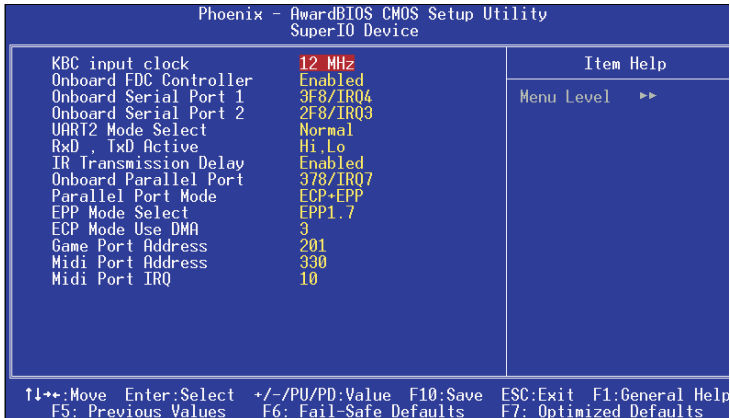 Phoenix - AwardBIOS CMOS Setup Utility
SuperIO Device
KBC input clock 12 MHz
Onboard FDC Controller Enabled
Onboard Serial Port 1 3F8/IRQ4
Onboard Serial Port 2 2F8/IRQ3
UART2 Mode Select Normal
RxD , TxD Active Hi,Lo
IR Transmission Delay Enabled
Onboard Parallel Port 378/IRQ7
Parallel Port Mode ECP+EPP
EPP Mode Select EPP1.7
ECP Mode Use DMA 3
Game Port Address 201
Midi Port Address 330
Midi Port IRQ 10
Item Help
Menu Level ▶▶
↑↓→←:Move Enter:Select +/-/PU/PD:Value F10:Save ESC:Exit F1:General Help
F5: Previous Values F6: Fail-Safe Defaults F7: Optimized Defaults